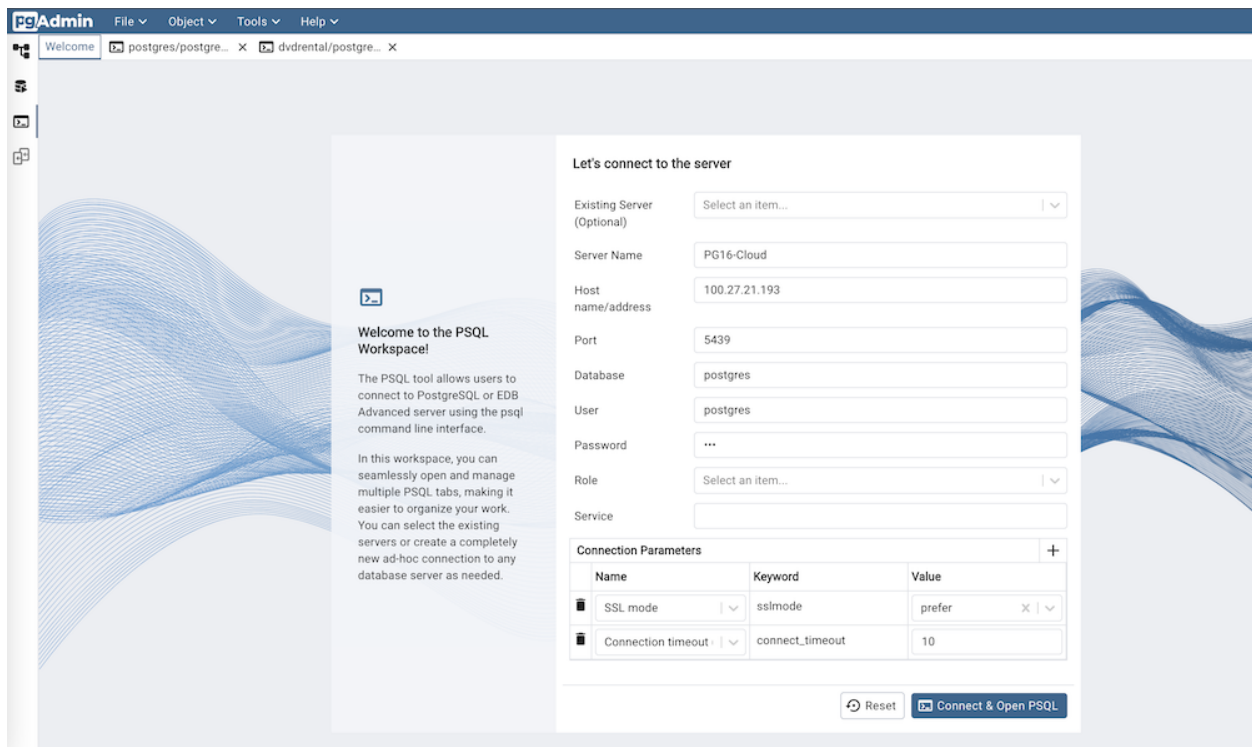 pgAdmin File Object Tools Help
Welcome postgres/postgre... dvdrental/postgre...
Let's connect to the server
Existing Server
(Optional)
Select an item...
Server Name PG16-Cloud
Host
name/address
100.27.21.193
Port 5439
Database postgres
User postgres
Password •••
Role Select an item...
Service
Welcome to the PSQL
Workspace!
The PSQL tool allows users to
connect to PostgreSQL or EDB
Advanced server using the psql
command line interface.
In this workspace, you can
seamlessly open and manage
multiple PSQL tabs, making it
easier to organize your work.
You can select the existing
servers or create a completely
new ad-hoc connection to any
database server as needed.
Connection Parameters
Name Keyword Value
SSL mode sslmode prefer
Connection timeout connect_timeout 10
Reset Connect & Open PSQL